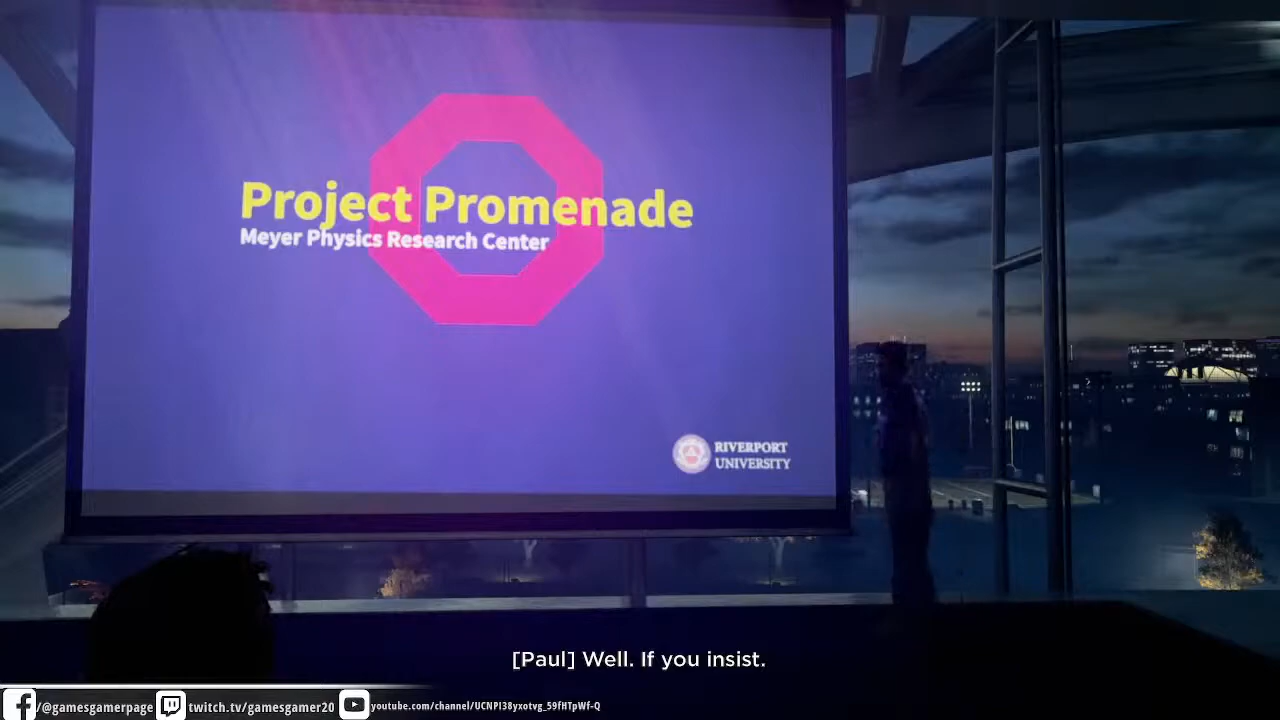 Project Promenade
Meyer Physics Research Center
RIVERPORT
UNIVERSITY
[Paul] Well. If you insist.
/@gamesgamerpage
twitch.tv/gamesgamer20
youtube.com/channel/UCNPI38yxotvg_59fHTpWf-Q